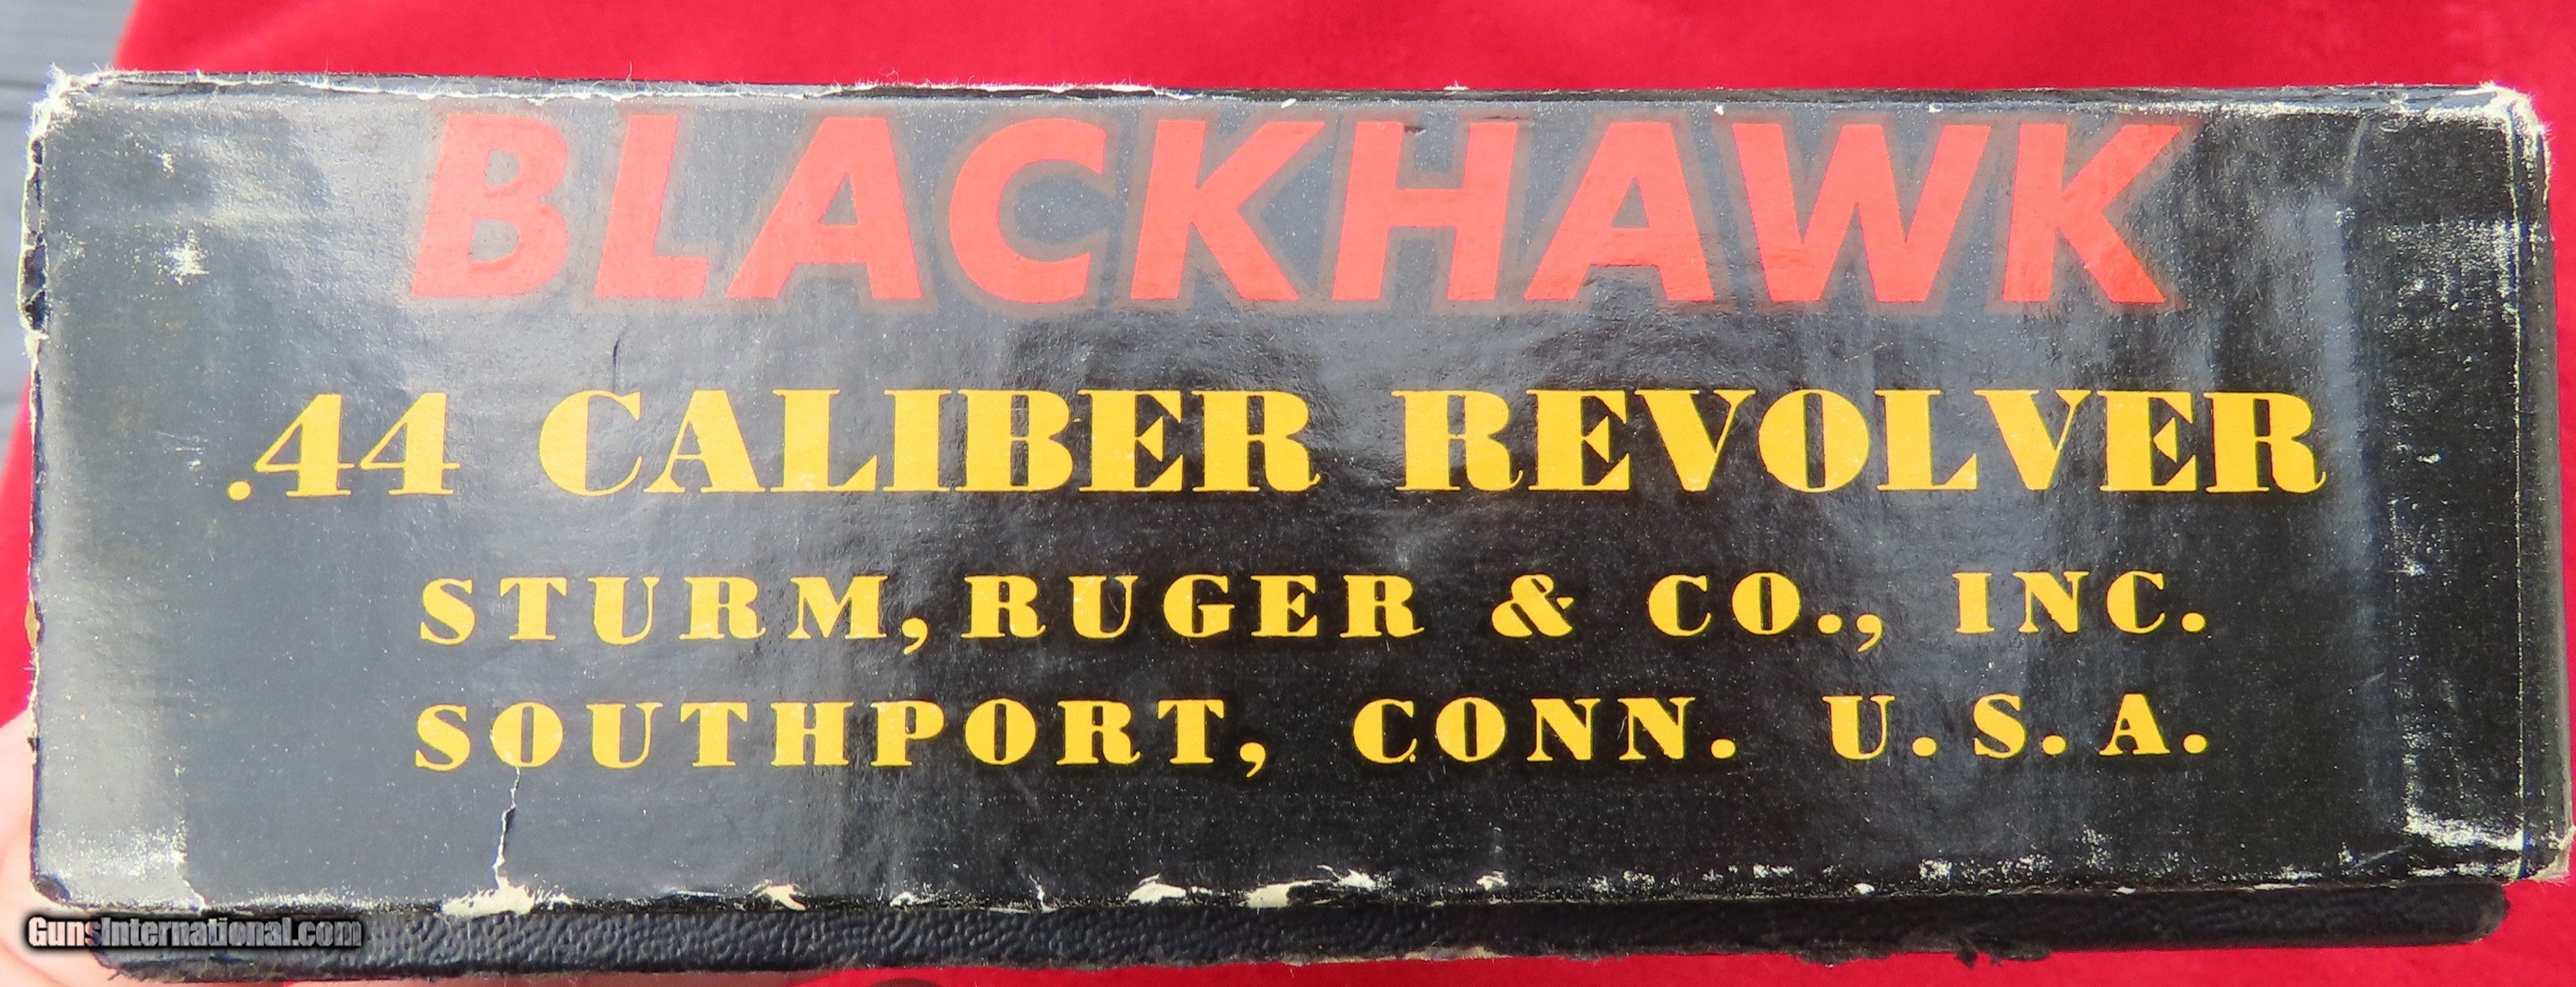 BLACKHAWK
.44 CALIBER REVOLVER
STURM, RUGER & CO., INC.
SOUTHPORT, CONN. U.S.A.
GunsInternational.com